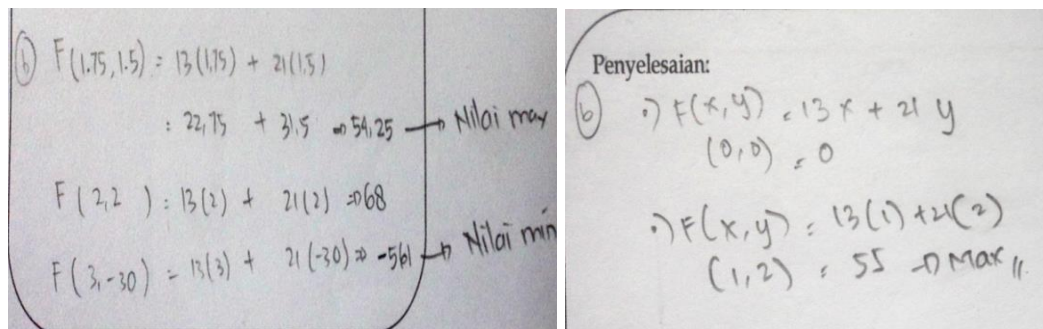 b F(1.75, 1.5) = 13(1,75) + 21(1.5)
= 22,75 + 31.5 ⇒ 54,25 → Nilai max
F(2,2) = 13(2) + 21(2) ⇒ 68
F(3,-30) = 13(3) + 21(-30) ⇒ -561 → Nilai min
Penyelesaian:
b •) F(x,y) = 13x + 21y
(0,0) = 0
•) F(x,y) = 13(1) + 21(2)
(1,2) = 55 ⇒ Max //